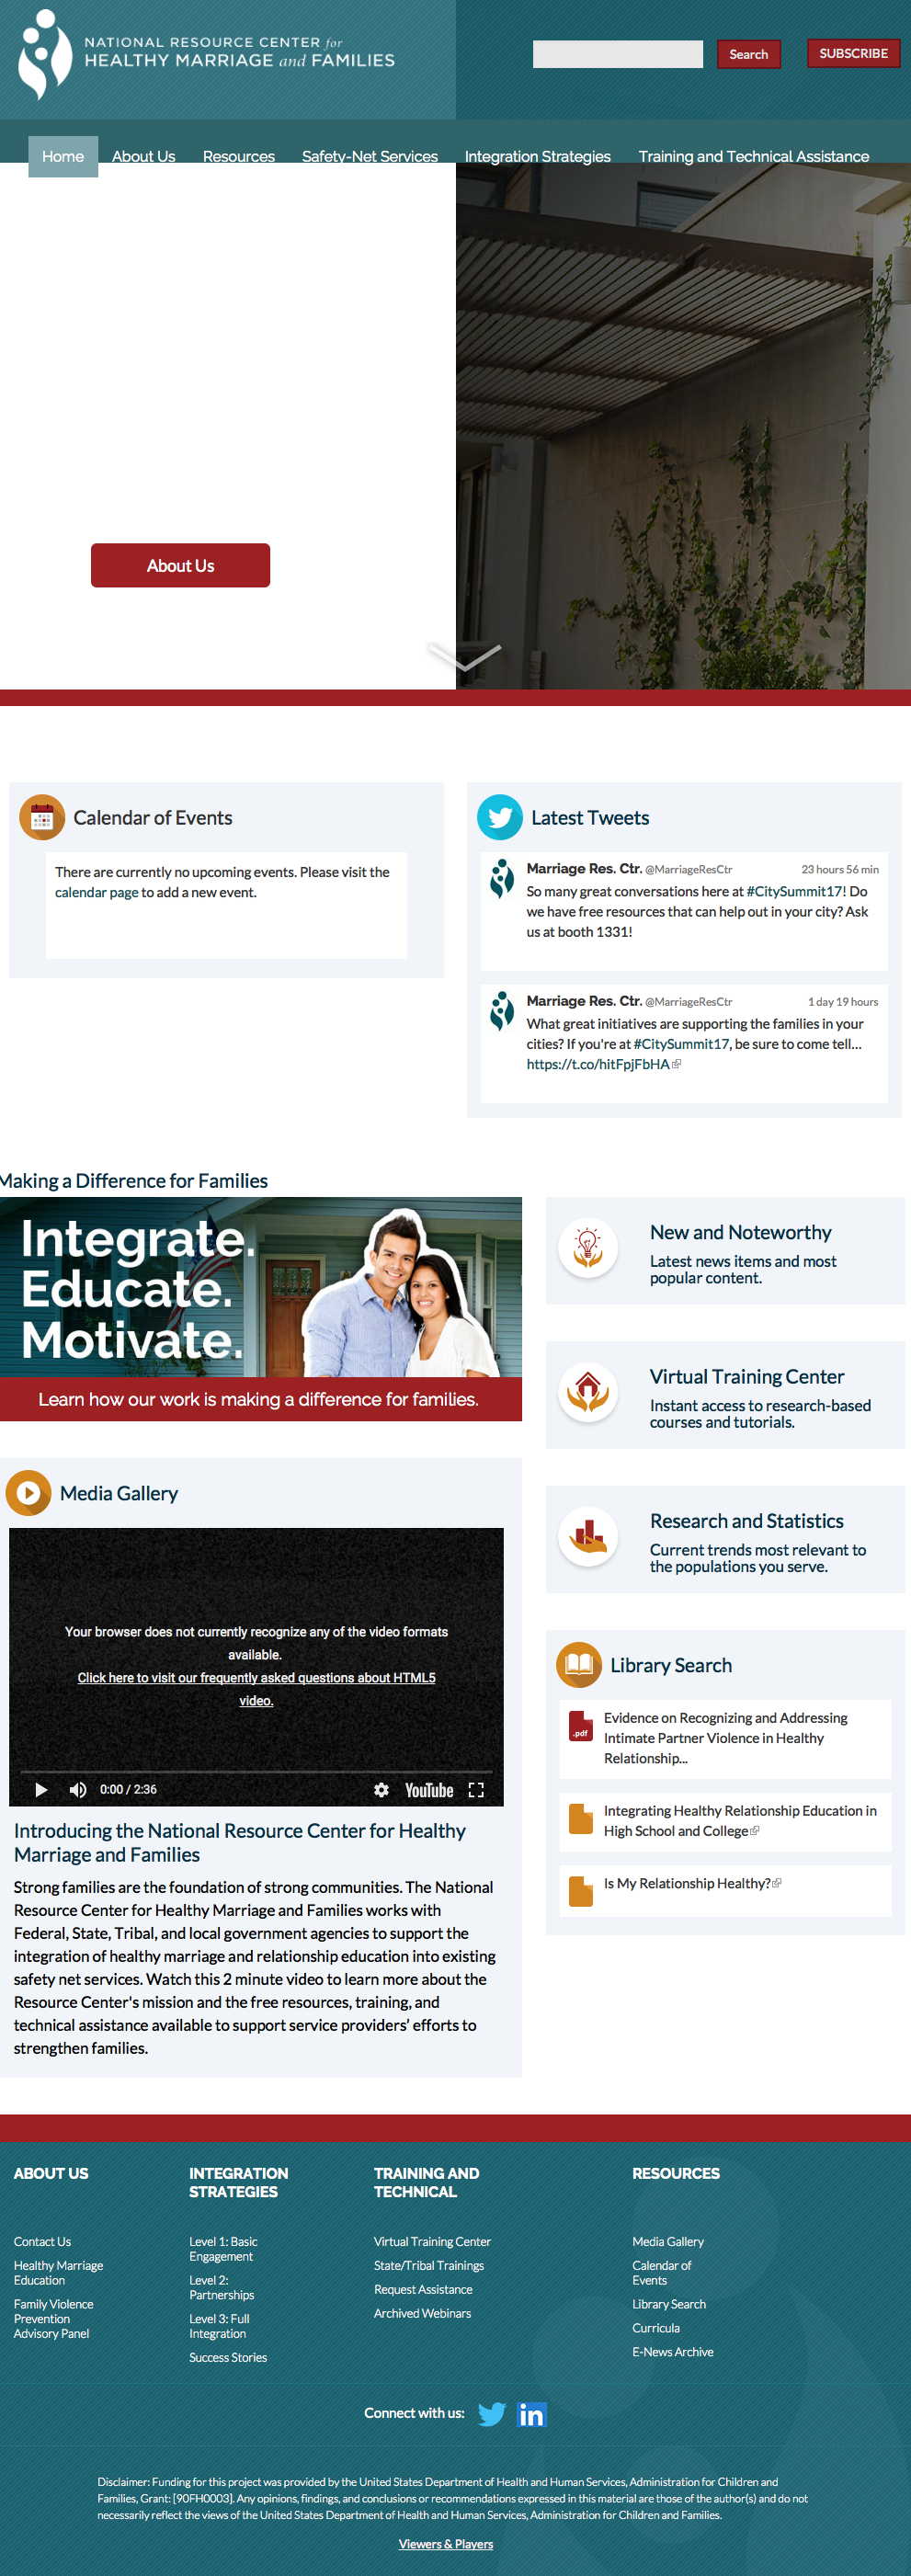 NATIONAL RESOURCE CENTER for
HEALTHY MARRIAGE and FAMILIES
Search
SUBSCRIBE
Home
About Us
Resources
Safety-Net Services
Integration Strategies
Training and Technical Assistance
About Us
Calendar of Events
There are currently no upcoming events. Please visit the
calendar page to add a new event.
Latest Tweets
Marriage Res. Ctr. @MarriageResCtr 23 hours 56 min
So many great conversations here at #CitySummit17! Do
we have free resources that can help out in your city? Ask
us at booth 1331!
Marriage Res. Ctr. @MarriageResCtr 1 day 19 hours
What great initiatives are supporting the families in your
cities? If you're at #CitySummit17, be sure to come tell...
https://t.co/hitFpjFbHA
Making a Difference for Families
Integrate.
Educate.
Motivate.
Learn how our work is making a difference for families.
New and Noteworthy
Latest news items and most
popular content.
Virtual Training Center
Instant access to research-based
courses and tutorials.
Research and Statistics
Current trends most relevant to
the populations you serve.
Media Gallery
Your browser does not currently recognize any of the video formats
available.
Click here to visit our frequently asked questions about HTML5
video.
0:00 / 2:36
YouTube
Introducing the National Resource Center for Healthy
Marriage and Families
Strong families are the foundation of strong communities. The National
Resource Center for Healthy Marriage and Families works with
Federal, State, Tribal, and local government agencies to support the
integration of healthy marriage and relationship education into existing
safety net services. Watch this 2 minute video to learn more about the
Resource Center's mission and the free resources, training, and
technical assistance available to support service providers’ efforts to
strengthen families.
Library Search
.pdf
Evidence on Recognizing and Addressing
Intimate Partner Violence in Healthy
Relationship...
Integrating Healthy Relationship Education in
High School and College
Is My Relationship Healthy?
ABOUT US
Contact Us
Healthy Marriage
Education
Family Violence
Prevention
Advisory Panel
INTEGRATION
STRATEGIES
Level 1: Basic
Engagement
Level 2:
Partnerships
Level 3: Full
Integration
Success Stories
TRAINING AND
TECHNICAL
Virtual Training Center
State/Tribal Trainings
Request Assistance
Archived Webinars
RESOURCES
Media Gallery
Calendar of
Events
Library Search
Curricula
E-News Archive
Connect with us:
in
Disclaimer: Funding for this project was provided by the United States Department of Health and Human Services, Administration for Children and
Families, Grant: [90FH0003]. Any opinions, findings, and conclusions or recommendations expressed in this material are those of the author(s) and do not
necessarily reflect the views of the United States Department of Health and Human Services, Administration for Children and Families.
Viewers & Players